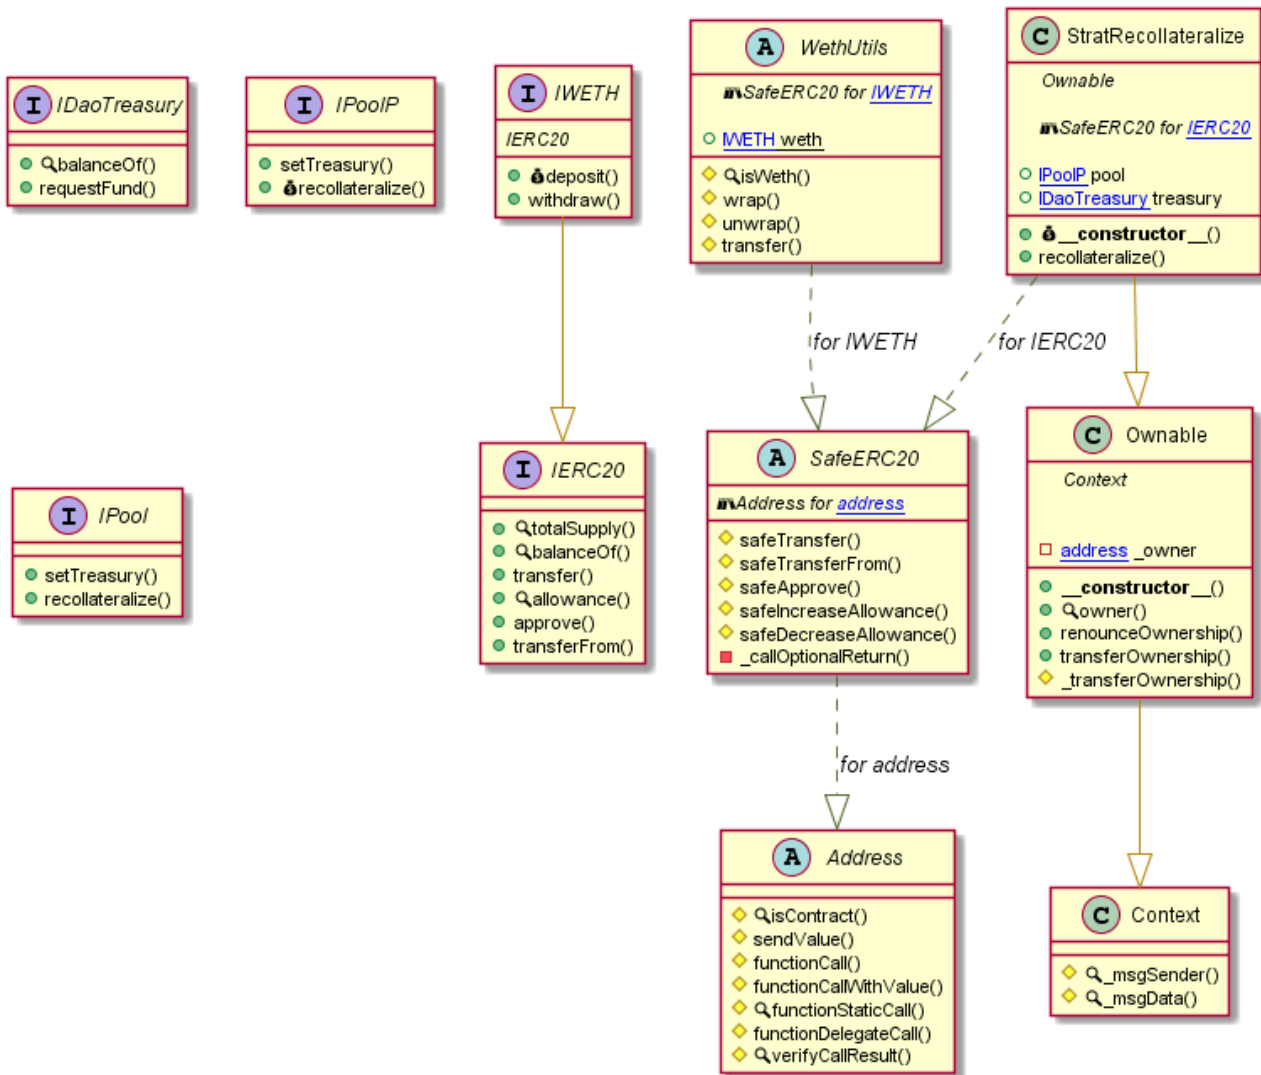 I IDaoTreasury
balanceOf()
requestFund()
I IPoolP
setTreasury()
recollateralize()
I IWETH
IERC20
deposit()
withdraw()
A WethUtils
SafeERC20 for IWETH
IWETH weth
isWeth()
wrap()
unwrap()
transfer()
C StratRecollateralize
Ownable
SafeERC20 for IERC20
IPoolP pool
IDaoTreasury treasury
__constructor__()
recollateralize()
for IWETH
for IERC20
I IPool
setTreasury()
recollateralize()
I IERC20
totalSupply()
balanceOf()
transfer()
allowance()
approve()
transferFrom()
A SafeERC20
Address for address
safeTransfer()
safeTransferFrom()
safeApprove()
safeIncreaseAllowance()
safeDecreaseAllowance()
_callOptionalReturn()
C Ownable
Context
address _owner
__constructor__()
owner()
renounceOwnership()
transferOwnership()
_transferOwnership()
for address
A Address
isContract()
sendValue()
functionCall()
functionCallWithValue()
functionStaticCall()
functionDelegateCall()
verifyCallResult()
C Context
_msgSender()
_msgData()